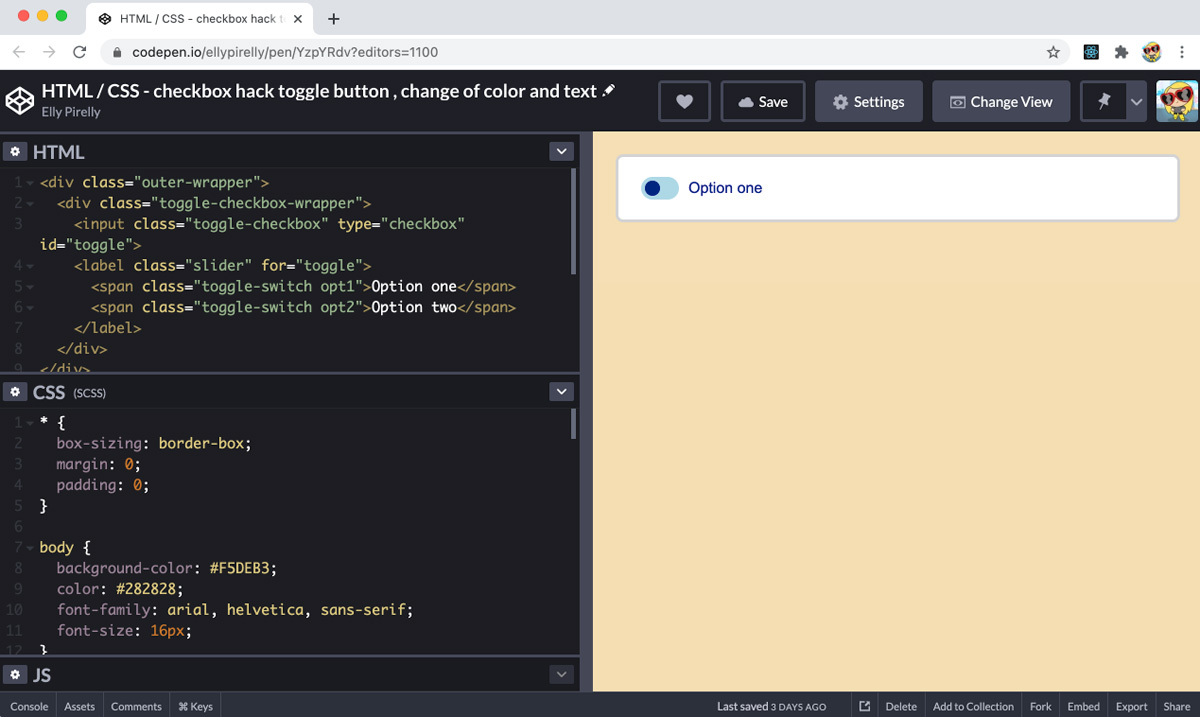 HTML / CSS - checkbox hack t
codepen.io/ellypirelly/pen/YzpYRdv?editors=1100
HTML / CSS - checkbox hack toggle button , change of color and text
Elly Pirelly
Save
Settings
Change View
HTML
1 <div class="outer-wrapper">
2 <div class="toggle-checkbox-wrapper">
3 <input class="toggle-checkbox" type="checkbox"
id="toggle">
4 <label class="slider" for="toggle">
5 <span class="toggle-switch opt1">Option one</span>
6 <span class="toggle-switch opt2">Option two</span>
7 </label>
8 </div>
9 </div>
CSS (SCSS)
1 * {
2 box-sizing: border-box;
3 margin: 0;
4 padding: 0;
5 }
6
7 body {
8 background-color: #F5DEB3;
9 color: #282828;
10 font-family: arial, helvetica, sans-serif;
11 font-size: 16px;
12 }
JS
Option one
Console Assets Comments ⌘ Keys Last saved 3 DAYS AGO Delete Add to Collection Fork Embed Export Share